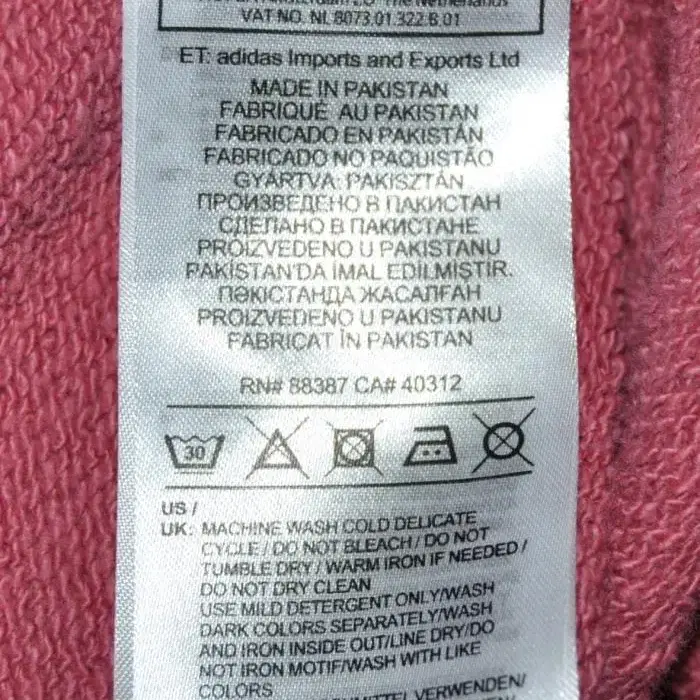 VAT NO. NL 8073.01.322.B.01
ET: adidas Imports and Exports Ltd
MADE IN PAKISTAN
FABRIQUÉ AU PAKISTAN
FABRICADO EN PAKISTÁN
FABRICADO NO PAQUISTÃO
GYÁRTVA: PAKISZTÁN
ПРОИЗВЕДЕНО В ПАКИСТАН
СДЕЛАНО В ПАКИСТАНЕ
PROIZVEDENO U PAKISTANU
PAKİSTAN'DA İMAL EDİLMİŞTİR.
ПӘКІСТАНДА ЖАСАЛҒАН
PROIZVEDENO U PAKISTANU
FABRICAT ÎN PAKISTAN
RN# 88387 CA# 40312
30
US /
UK: MACHINE WASH COLD DELICATE
CYCLE / DO NOT BLEACH / DO NOT
TUMBLE DRY / WARM IRON IF NEEDED /
DO NOT DRY CLEAN
USE MILD DETERGENT ONLY/WASH
DARK COLORS SEPARATELY/WASH
AND IRON INSIDE OUT/LINE DRY/DO
NOT IRON MOTIF/WASH WITH LIKE
COLORS
VERWENDEN/